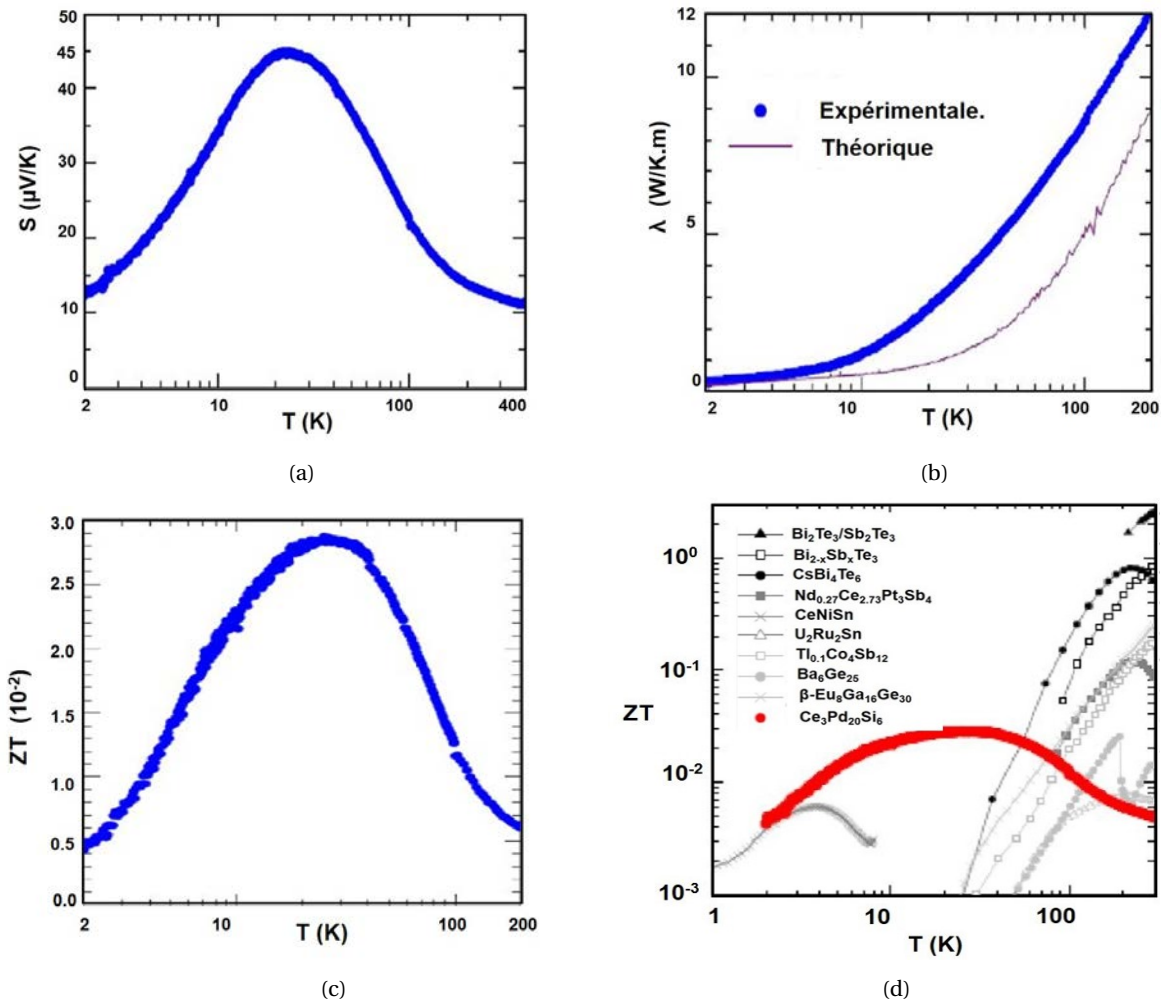 50
45
40
30
20
10
0
S (µV/K)
2 10 100 400
T (K)
(a)
12
10
5
0
λ (W/K.m)
Expérimentale.
Théorique
2 10 100 200
T (K)
(b)
3.0
2.5
2.0
1.5
1.0
0.5
0.0
ZT (10⁻²)
2 10 100 200
T (K)
(c)
Bi₂Te₃/Sb₂Te₃
Bi₂₋ₓSbₓTe₃
CsBi₄Te₆
Nd₀.₂₇Ce₂.₇₃Pt₃Sb₄
CeNiSn
U₂Ru₂Sn
Tl₀.₁Co₄Sb₁₂
Ba₆Ge₂₅
β-Eu₈Ga₁₆Ge₃₀
Ce₃Pd₂₀Si₆
10⁰
10⁻¹
ZT
10⁻²
10⁻³
1 10 100
T (K)
(d)